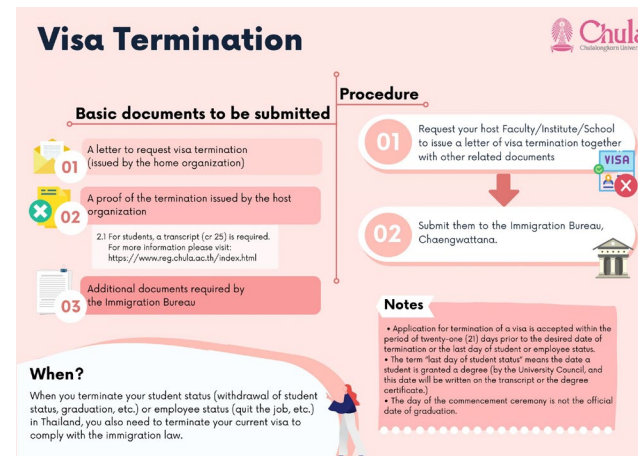 Visa Termination
Chula
Chulalongkorn Univer
Basic documents to be submitted
01
A letter to request visa termination
(issued by the home organization)
02
A proof of the termination issued by the host
organization
2.1 For students, a transcript (cr 25) is required.
For more information please visit:
https://www.reg.chula.ac.th/index.html
03
Additional documents required by
the Immigration Bureau
Procedure
01
Request your host Faculty/Institute/School
to issue a letter of visa termination together
with other related documents
VISA
02
Submit them to the Immigration Bureau,
Chaengwattana.
When?
When you terminate your student status (withdrawal of student
status, graduation, etc.) or employee status (quit the job, etc.)
in Thailand, you also need to terminate your current visa to
comply with the immigration law.
Notes
• Application for termination of a visa is accepted within the
period of twenty-one (21) days prior to the desired date of
termination or the last day of student or employee status.
• The term "last day of student status" means the date a
student is granted a degree (by the University Council, and
this date will be written on the transcript or the degree
certificate.)
• The day of the commencement ceremony is not the official
date of graduation.